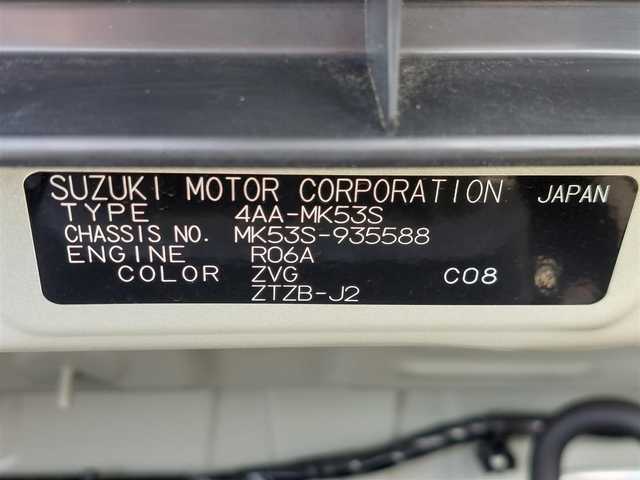 SUZUKI MOTOR CORPORATION JAPAN
TYPE 4AA-MK53S
CHASSIS NO. MK53S-935588
ENGINE R06A
COLOR ZVG C08
ZTZB-J2